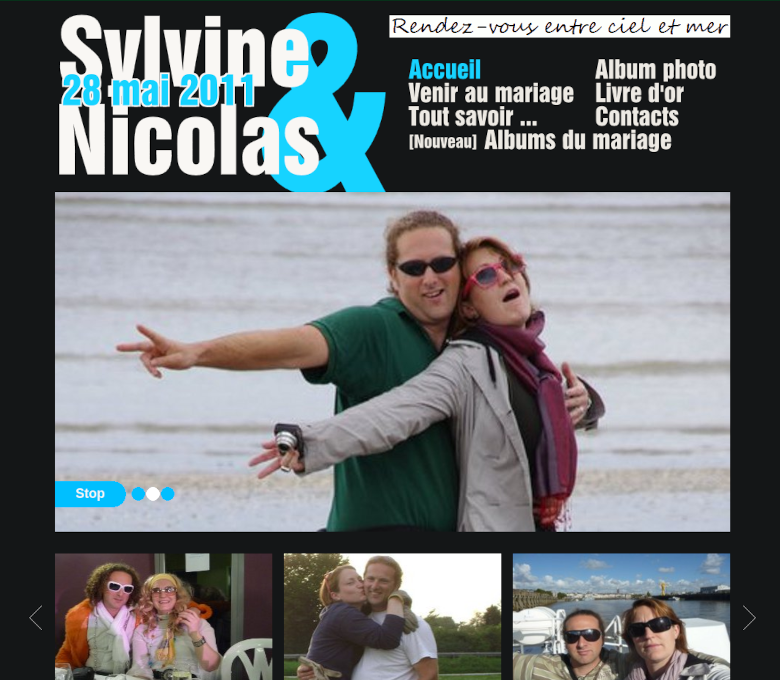 Sylvine
&
28 mai 2011
Nicolas
Rendez-vous entre ciel et mer
Accueil
Venir au mariage
Tout savoir ...
[Nouveau] Albums du mariage
Album photo
Livre d'or
Contacts
Stop